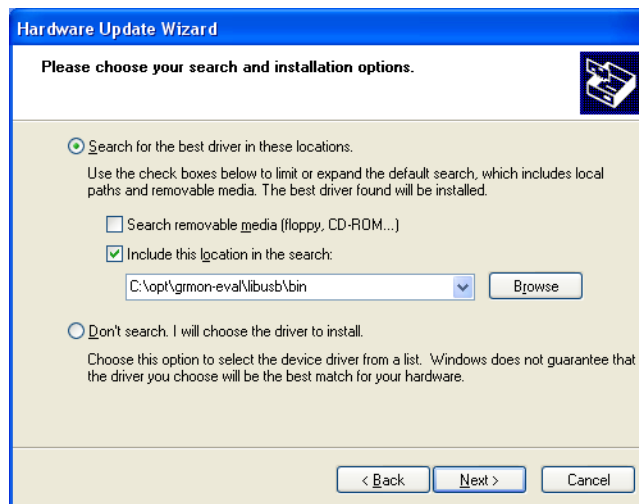 Hardware Update Wizard
Please choose your search and installation options.
Search for the best driver in these locations.
Use the check boxes below to limit or expand the default search, which includes local
paths and removable media. The best driver found will be installed.
Search removable media (floppy, CD-ROM...)
Include this location in the search:
C:\opt\grmon-eval\libusb\bin
Browse
Don't search. I will choose the driver to install.
Choose this option to select the device driver from a list. Windows does not guarantee that
the driver you choose will be the best match for your hardware.
< Back
Next >
Cancel